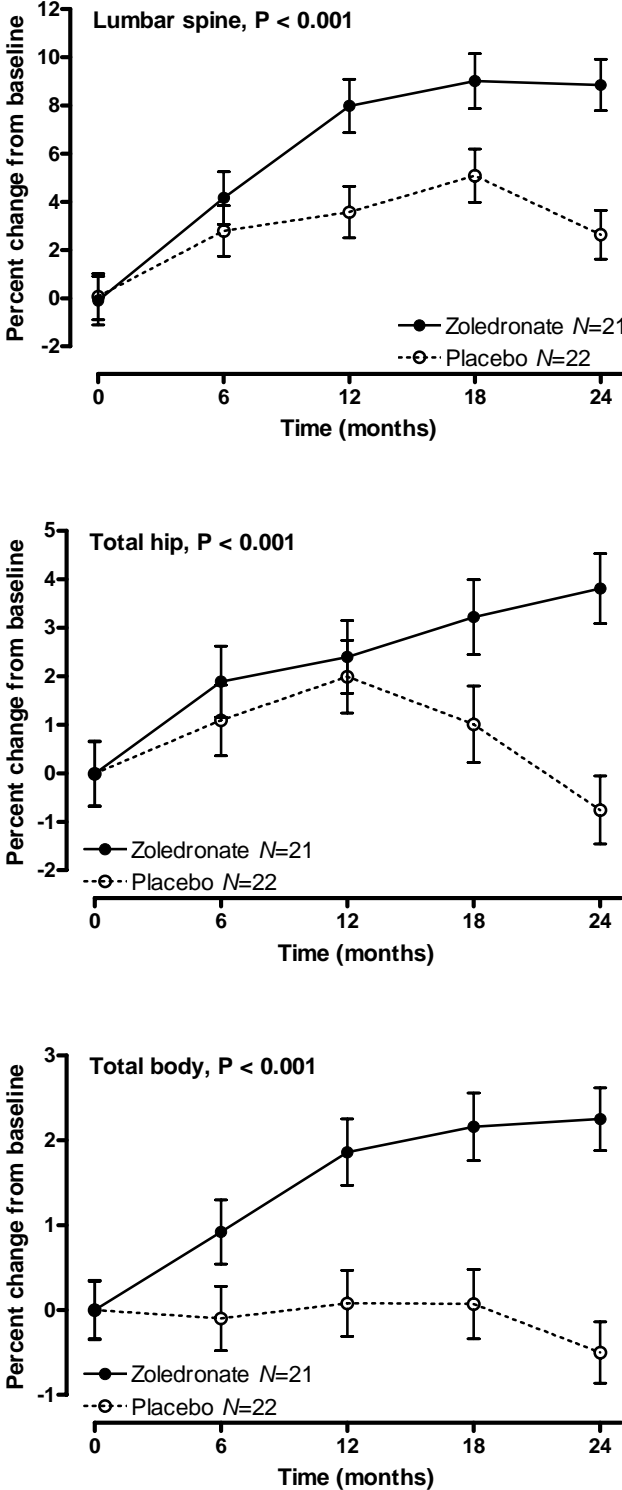 Lumbar spine, P < 0.001
Percent change from baseline
12
10
8
6
4
2
0
-2
Zoledronate N=21
Placebo N=22
0 6 12 18 24
Time (months)
Total hip, P < 0.001
Percent change from baseline
5
4
3
2
1
0
-1
-2
Zoledronate N=21
Placebo N=22
0 6 12 18 24
Time (months)
Total body, P < 0.001
Percent change from baseline
3
2
1
0
-1
Zoledronate N=21
Placebo N=22
0 6 12 18 24
Time (months)